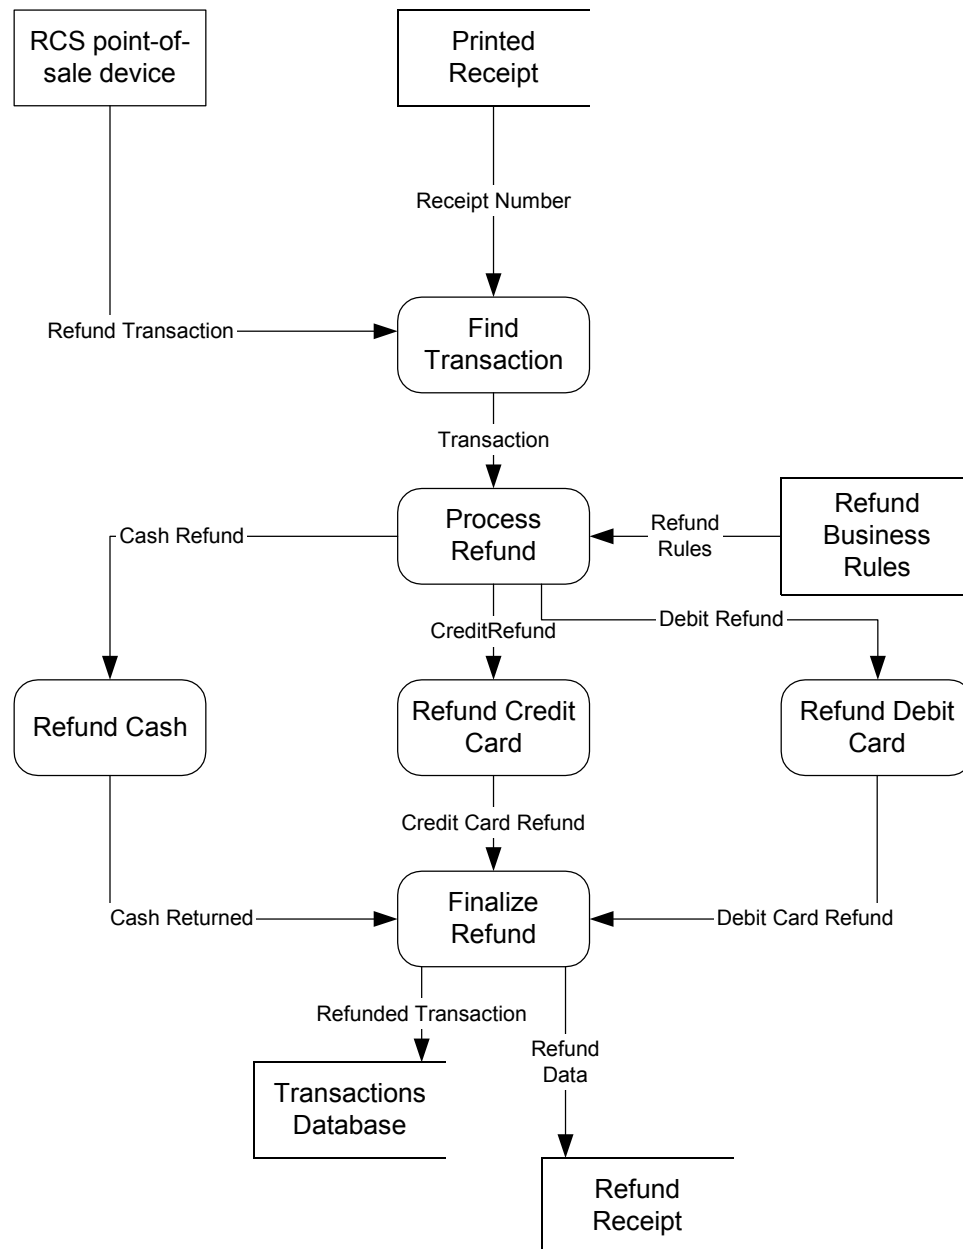 RCS point-of-
sale device
Printed
Receipt
Receipt Number
Refund Transaction
Find
Transaction
Transaction
Cash Refund
Process
Refund
Refund
Rules
Refund
Business
Rules
CreditRefund
Debit Refund
Refund Cash
Refund Credit
Card
Refund Debit
Card
Credit Card Refund
Cash Returned
Finalize
Refund
Debit Card Refund
Refunded Transaction
Refund
Data
Transactions
Database
Refund
Receipt